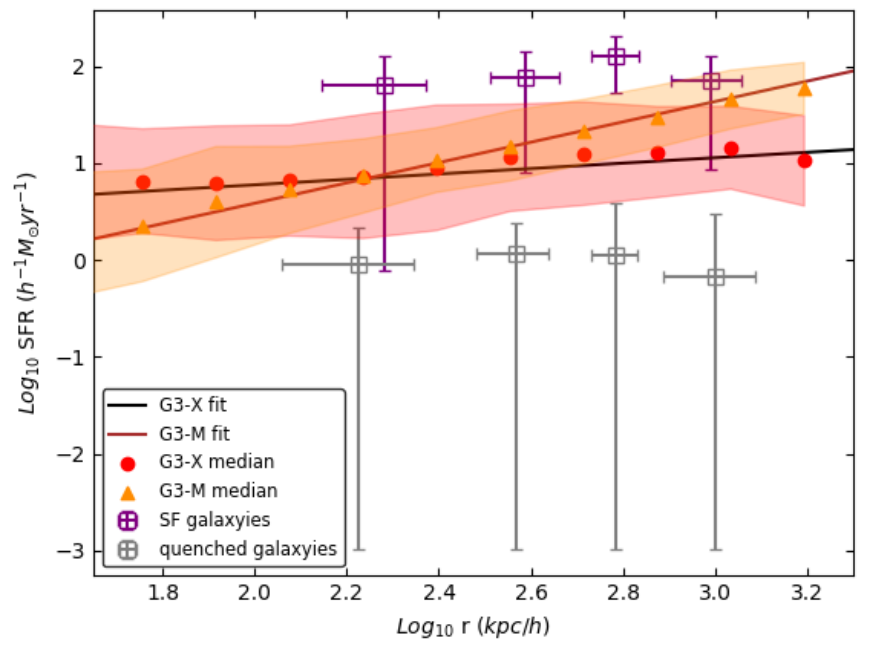 2
1
0
−1
−2
−3
Log₁₀ SFR (h⁻¹M⊙yr⁻¹)
G3-X fit
G3-M fit
G3-X median
G3-M median
SF galaxyies
quenched galaxyies
1.8 2.0 2.2 2.4 2.6 2.8 3.0 3.2
Log₁₀ r (kpc/h)